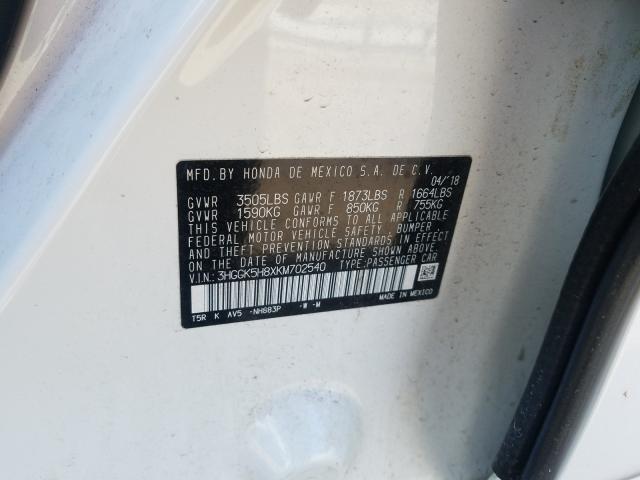 MFD.BY HONDA DE MEXICO S.A. DE C.V.
04/18
GVWR 3505LBS GAWR F 1873LBS R 1664LBS
GVWR 1590KG GAWR F 850KG R 755KG
THIS VEHICLE CONFORMS TO ALL APPLICABLE
FEDERAL MOTOR VEHICLE SAFETY, BUMPER
AND THEFT PREVENTION STANDARDS IN EFFECT
ON THE DATE OF MANUFACTURE SHOWN ABOVE.
V.I.N.: 3HGGK5H8XKM702540 TYPE:PASSENGER CAR
MADE IN MEXICO
T5R K AV5 -NH883P -W -M